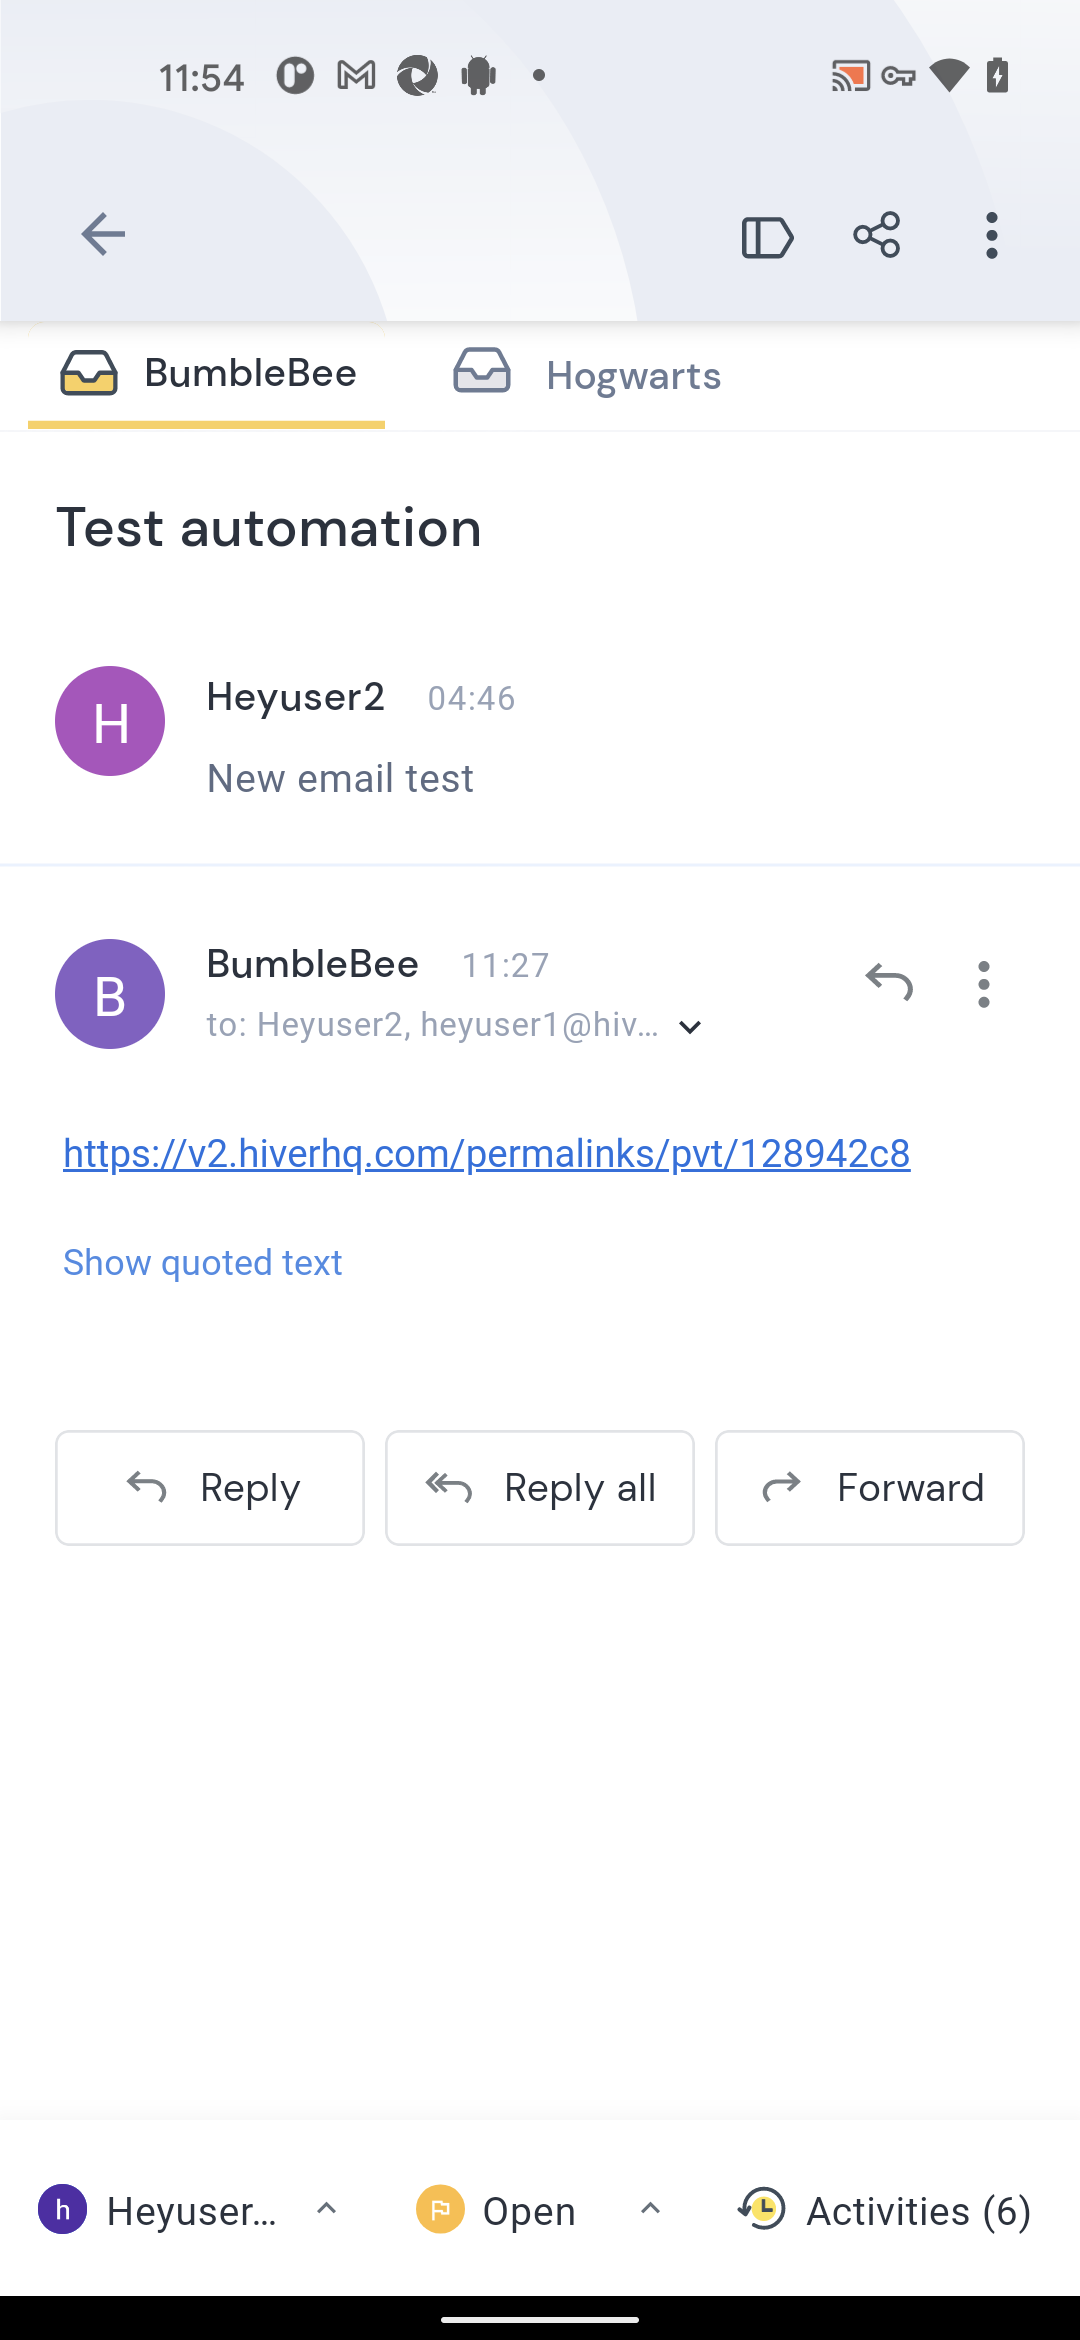 11:54
BumbleBee
Hogwarts
Test automation
H
Heyuser2 04:46
New email test
B
BumbleBee 11:27
to: Heyuser2, heyuser1@hiv...
https://v2.hiverhq.com/permalinks/pvt/128942c8
Show quoted text
Reply
Reply all
Forward
h
Heyuser...
Open
Activities (6)